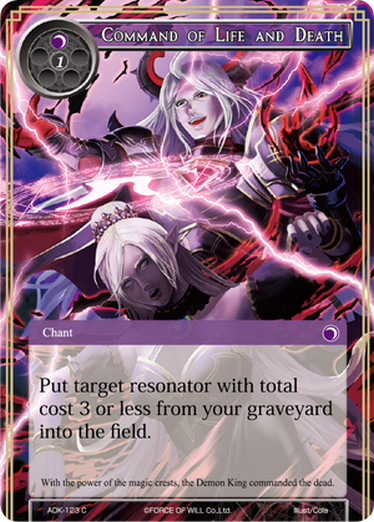 Command of Life and Death
1
Chant
Put target resonator with total
cost 3 or less from your graveyard
into the field.
With the power of the magic crests, the Demon King commanded the dead.
ADK-123 C ©FORCE OF WILL Co.,Ltd. Illust/Cola